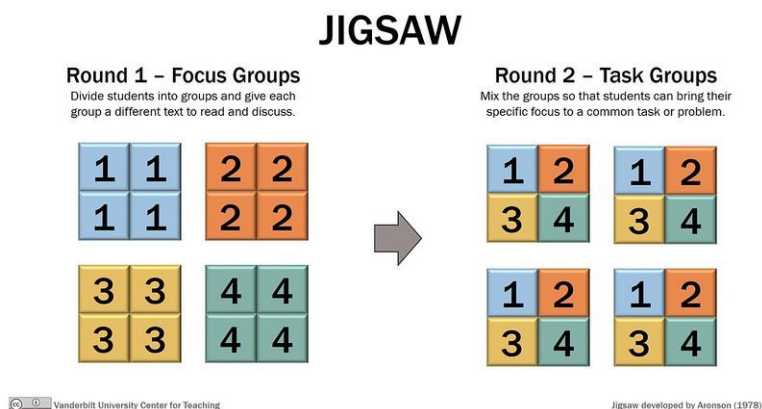 JIGSAW
Round 1 – Focus Groups
Divide students into groups and give each
group a different text to read and discuss.
1 1
1 1
2 2
2 2
3 3
3 3
4 4
4 4
Round 2 – Task Groups
Mix the groups so that students can bring their
specific focus to a common task or problem.
1 2
3 4
1 2
3 4
1 2
3 4
1 2
3 4
cc Vanderbilt University Center for Teaching
Jigsaw developed by Aronson (1978)